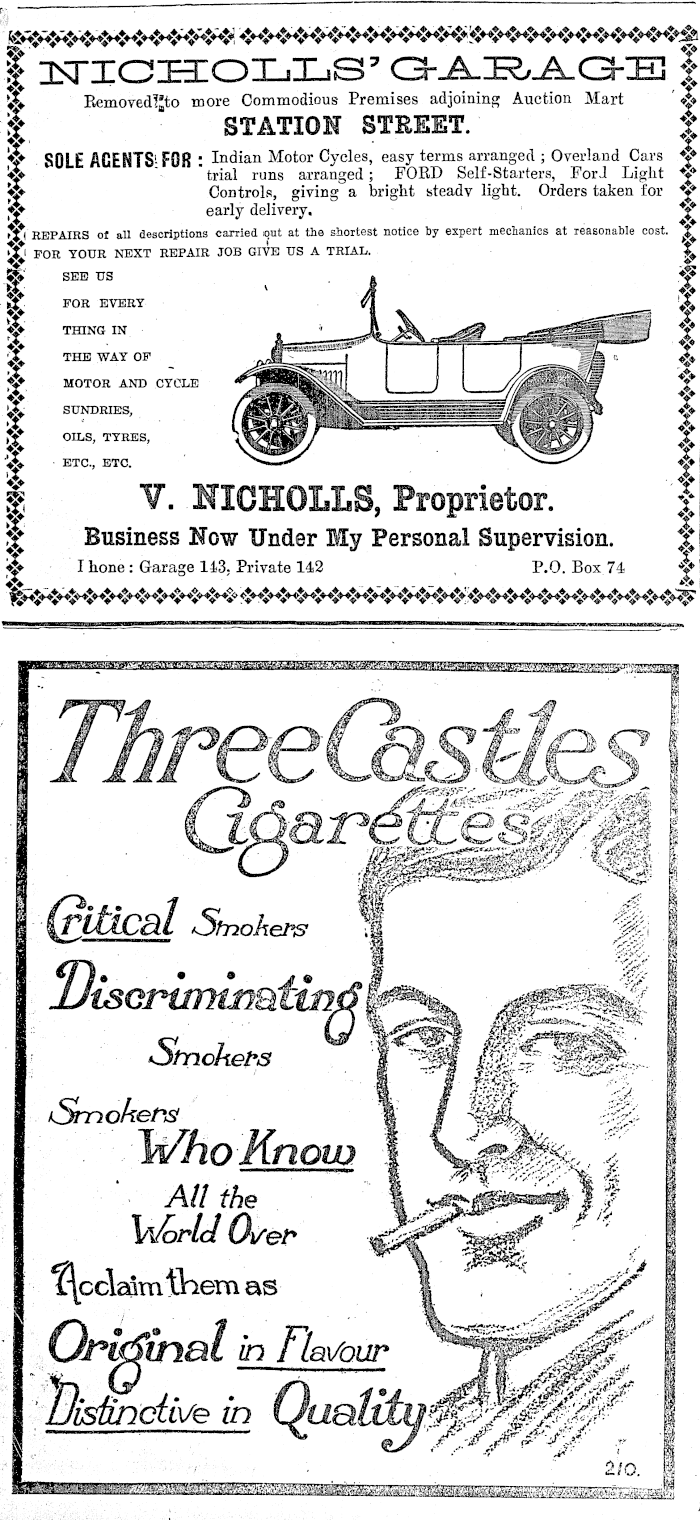 NICHOLLS' GARAGE
Removed to more Commodious Premises adjoining Auction Mart
STATION STREET.
SOLE AGENTS FOR : Indian Motor Cycles, easy terms arranged ; Overland Cars
trial runs arranged ; FORD Self-Starters, Ford Light
Controls, giving a bright steady light. Orders taken for
early delivery.
REPAIRS of all descriptions carried out at the shortest notice by expert mechanics at reasonable cost.
FOR YOUR NEXT REPAIR JOB GIVE US A TRIAL.
SEE US
FOR EVERY
THING IN
THE WAY OF
MOTOR AND CYCLE
SUNDRIES,
OILS, TYRES,
ETC., ETC.
V. NICHOLLS, Proprietor.
Business Now Under My Personal Supervision.
Phone : Garage 143, Private 142 P.O. Box 74
Three Castles
Cigarettes
Critical Smokers
Discriminating
Smokers
Smokers
Who Know
All the
World Over
Acclaim them as
Original in Flavour
Distinctive in Quality
210.